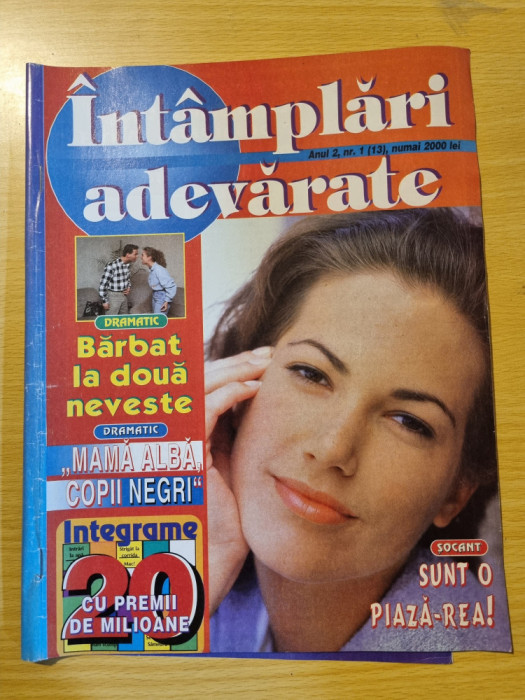 Întâmplări
Anul 2, nr. 1 (13), numai 2000 lei
adevărate
DRAMATIC
Bărbat
la două
neveste
DRAMATIC
„MAMĂ ALBĂ,
COPII NEGRI“
Integrame
20
CU PREMII
DE MILIOANE
ȘOCANT
SUNT O
PIAZĂ-REA!